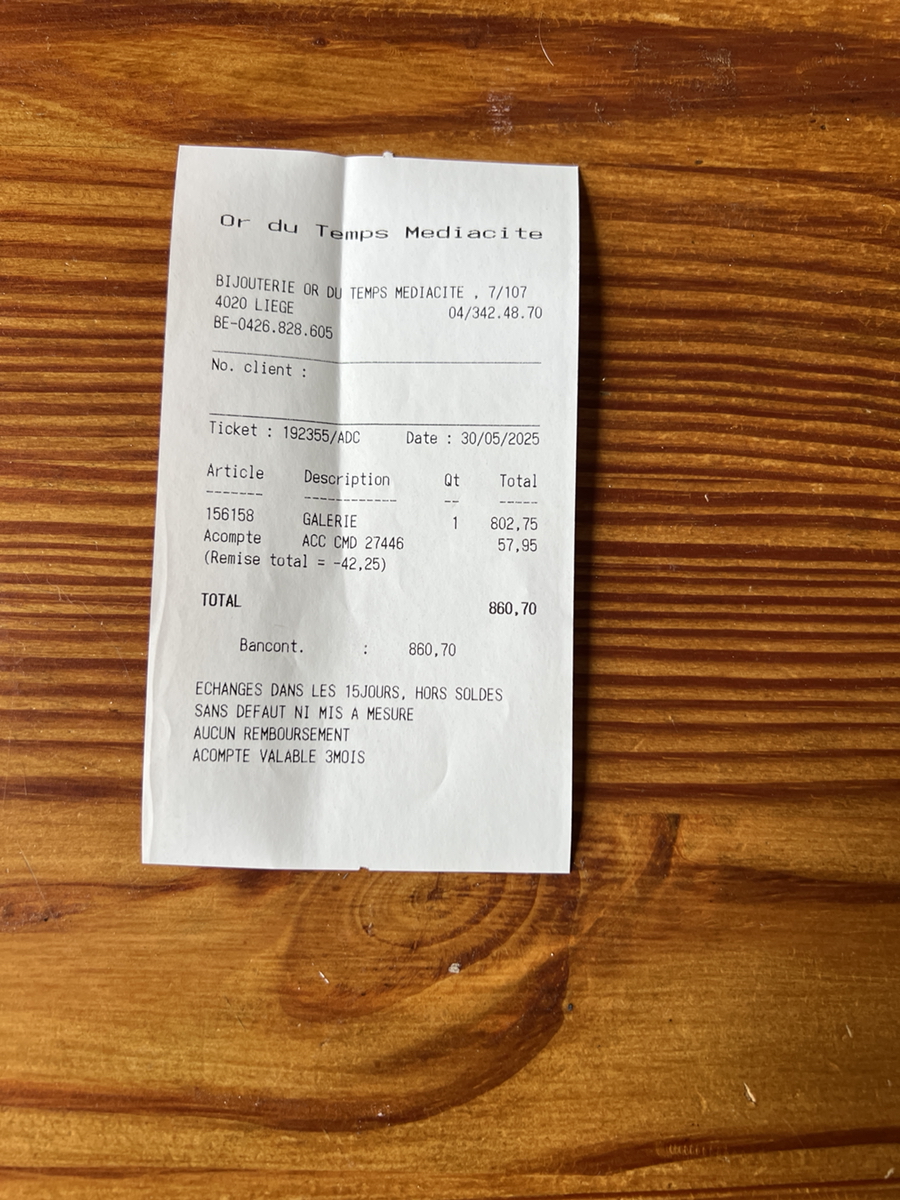 Or du Temps Mediacite
BIJOUTERIE OR DU TEMPS MEDIACITE , 7/107
4020 LIEGE 04/342.48.70
BE-0426.828.605
No. client :
Ticket : 192355/ADC Date : 30/05/2025
Article Description Qt Total
------- ------------ -- -----
156158 GALERIE 1 802,75
Acompte ACC CMD 27446 57,95
(Remise total = -42,25)
TOTAL 860,70
Bancont. : 860,70
ECHANGES DANS LES 15JOURS, HORS SOLDES
SANS DEFAUT NI MIS A MESURE
AUCUN REMBOURSEMENT
ACOMPTE VALABLE 3MOIS